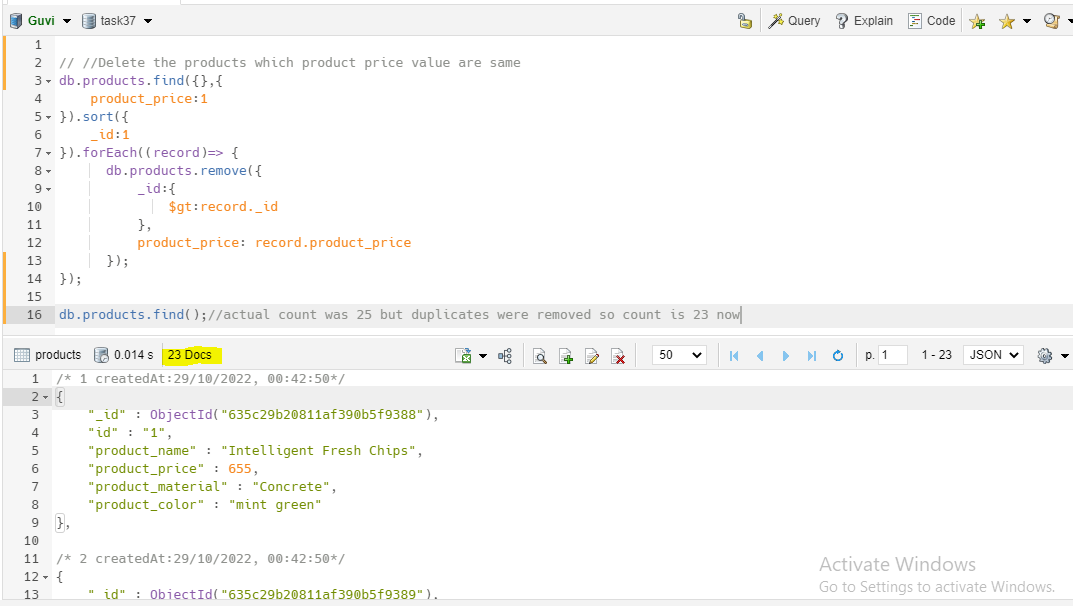 Guvi task37 Query Explain Code
1
2 // //Delete the products which product price value are same
3 db.products.find({},{
4 product_price:1
5 }).sort({
6 _id:1
7 }).forEach((record)=> {
8 db.products.remove({
9 _id:{
10 $gt:record._id
11 },
12 product_price: record.product_price
13 });
14 });
15
16 db.products.find();//actual count was 25 but duplicates were removed so count is 23 now
products 0.014 s 23 Docs 50 p. 1 1 - 23 JSON
1 /* 1 createdAt:29/10/2022, 00:42:50*/
2 {
3 "_id" : ObjectId("635c29b20811af390b5f9388"),
4 "id" : "1",
5 "product_name" : "Intelligent Fresh Chips",
6 "product_price" : 655,
7 "product_material" : "Concrete",
8 "product_color" : "mint green"
9 },
10
11 /* 2 createdAt:29/10/2022, 00:42:50*/
12 {
13 "_id" : ObjectId("635c29b20811af390b5f9389"),
Activate Windows
Go to Settings to activate Windows.